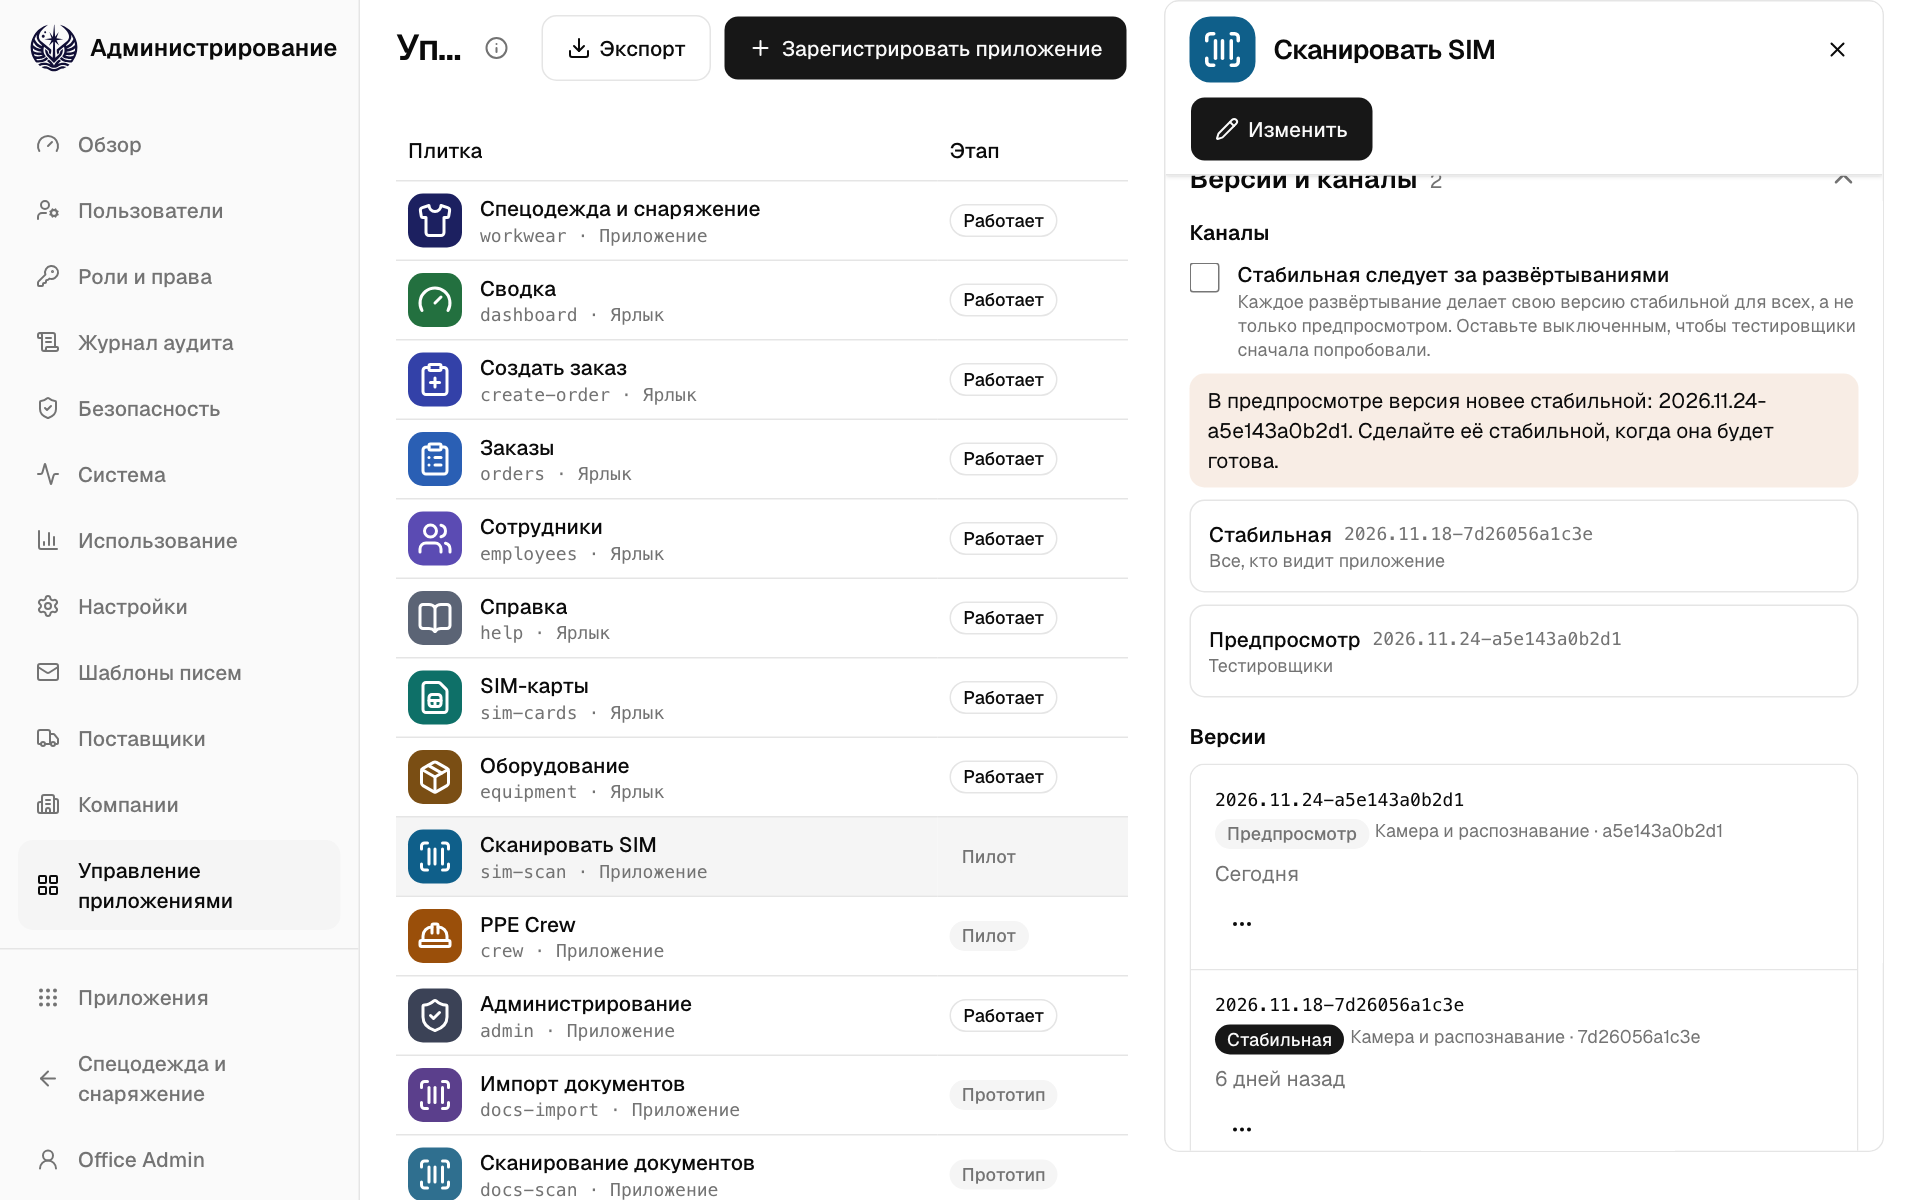 Администрирование
Обзор
Пользователи
Роли и права
Журнал аудита
Безопасность
Система
Использование
Настройки
Шаблоны писем
Поставщики
Компании
Управление
приложениями
Приложения
Спецодежда и
снаряжение
Office Admin
Уп...
Экспорт
Зарегистрировать приложение
Плитка Этап
Спецодежда и снаряжение
workwear · Приложение
Работает
Сводка
dashboard · Ярлык
Работает
Создать заказ
create-order · Ярлык
Работает
Заказы
orders · Ярлык
Работает
Сотрудники
employees · Ярлык
Работает
Справка
help · Ярлык
Работает
SIM-карты
sim-cards · Ярлык
Работает
Оборудование
equipment · Ярлык
Работает
Сканировать SIM
sim-scan · Приложение
Пилот
PPE Crew
crew · Приложение
Пилот
Администрирование
admin · Приложение
Работает
Импорт документов
docs-import · Приложение
Прототип
Сканирование документов
docs-scan · Приложение
Прототип
Сканировать SIM
Изменить
Версии и каналы 2
Каналы
Стабильная следует за развёртываниями
Каждое развёртывание делает свою версию стабильной для всех, а не
только предпросмотром. Оставьте выключенным, чтобы тестировщики
сначала попробовали.
В предпросмотре версия новее стабильной: 2026.11.24-
a5e143a0b2d1. Сделайте её стабильной, когда она будет
готова.
Стабильная 2026.11.18-7d26056a1c3e
Все, кто видит приложение
Предпросмотр 2026.11.24-a5e143a0b2d1
Тестировщики
Версии
2026.11.24-a5e143a0b2d1
Предпросмотр Камера и распознавание · a5e143a0b2d1
Сегодня
...
2026.11.18-7d26056a1c3e
Стабильная Камера и распознавание · 7d26056a1c3e
6 дней назад
...